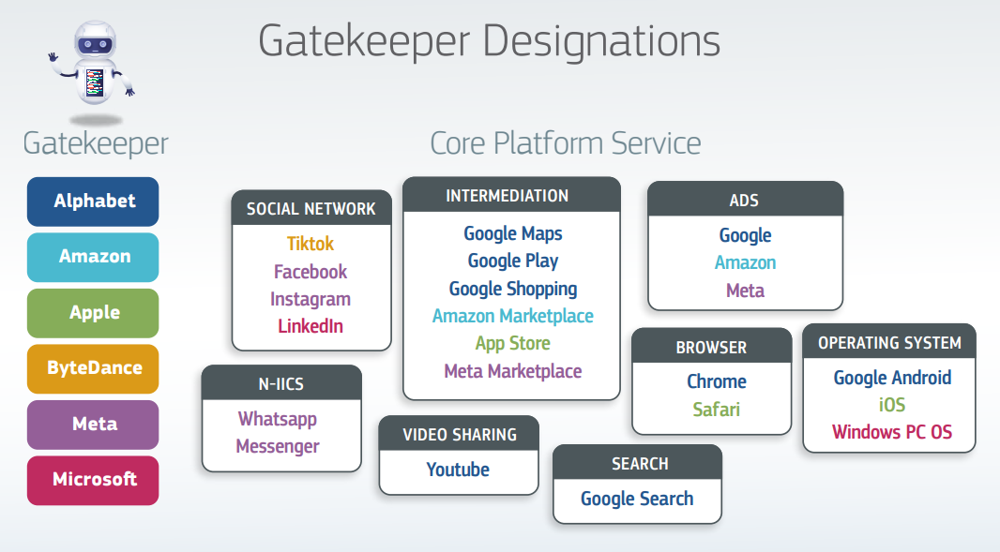 Gatekeeper Designations
Gatekeeper
Core Platform Service
Alphabet
Amazon
Apple
ByteDance
Meta
Microsoft
SOCIAL NETWORK
Tiktok
Facebook
Instagram
LinkedIn
INTERMEDIATION
Google Maps
Google Play
Google Shopping
Amazon Marketplace
App Store
Meta Marketplace
ADS
Google
Amazon
Meta
N-IICS
Whatsapp
Messenger
VIDEO SHARING
Youtube
BROWSER
Chrome
Safari
OPERATING SYSTEM
Google Android
iOS
Windows PC OS
SEARCH
Google Search